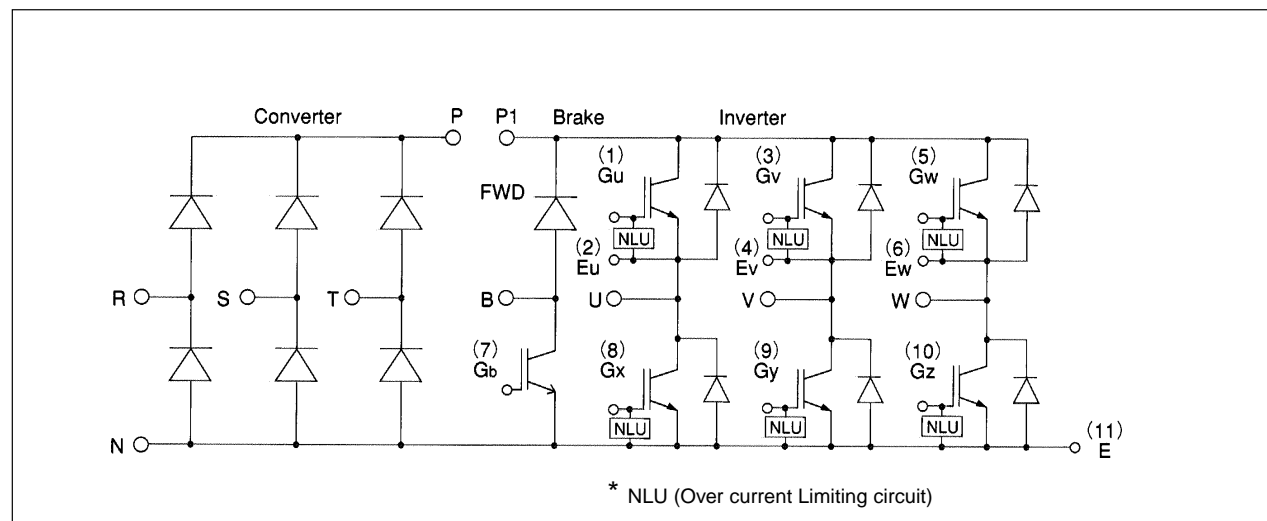 Converter
P
P1
Brake
Inverter
(1)
Gu
(3)
Gv
(5)
Gw
FWD
NLU
NLU
NLU
(2)
Eu
(4)
Ev
(6)
Ew
R
S
T
B
U
V
W
(7)
Gb
(8)
Gx
(9)
Gy
(10)
Gz
NLU
NLU
NLU
N
(11)
E
* NLU (Over current Limiting circuit)